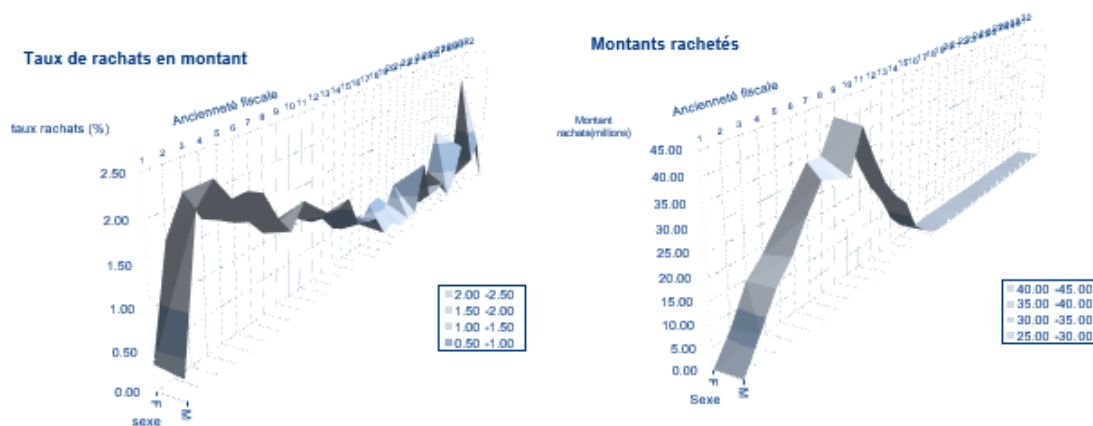 Taux de rachats en montant
Ancienneté fiscale
taux rachats (%)
1 2 3 4 5 6 7 8 9 10 11 12 13 14 15
2.50
2.00
1.50
1.00
0.50
0.00
F
M
sexe
2.00 -2.50
1.50 -2.00
1.00 -1.50
0.50 -1.00
Montants rachetés
Ancienneté fiscale
Montant
rachats(millions)
1 2 3 4 5 6 7 8 9 10 11 12 13 14 15
45.00
40.00
35.00
30.00
25.00
20.00
15.00
10.00
5.00
0.00
F
M
Sexe
40.00 -45.00
35.00 -40.00
30.00 -35.00
25.00 -30.00